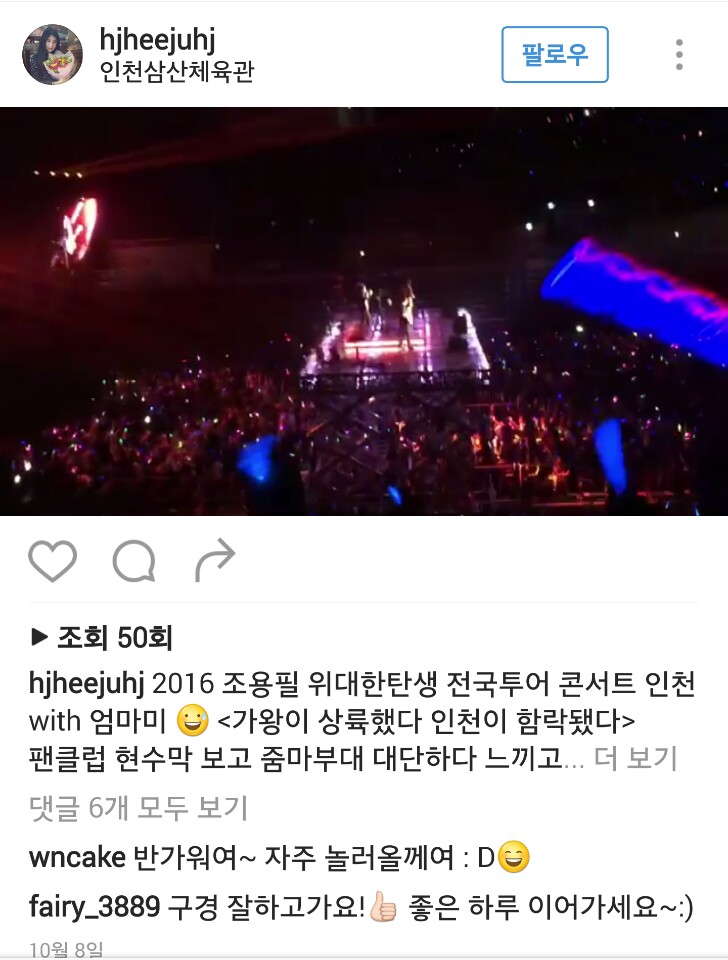 hjheejuhj
인천삼산체육관
팔로우
조회 50회
hjheejuhj 2016 조용필 위대한탄생 전국투어 콘서트 인천
with 엄마미 😅 <가왕이 상륙했다 인천이 함락됐다>
팬클럽 현수막 보고 줌마부대 대단하다 느끼고... 더 보기
댓글 6개 모두 보기
wncake 반가워여~ 자주 놀러올께여 : D😄
fairy_3889 구경 잘하고가요!👍 좋은 하루 이어가세요~:)
10월 8일